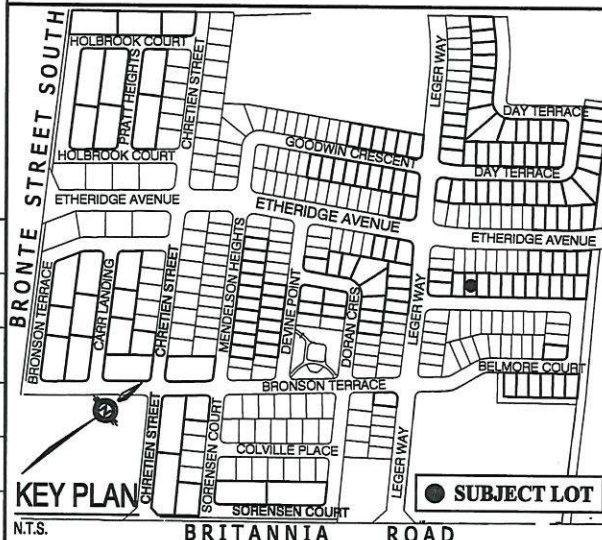 HOLBROOK COURT
BRONTE STREET SOUTH
PRATT HEIGHTS
CHRETIEN STREET
LEGER WAY
DAY TERRACE
GOODWIN CRESCENT
HOLBROOK COURT
DAY TERRACE
ETHERIDGE AVENUE
ETHERIDGE AVENUE
ETHERIDGE AVENUE
BRONSON TERRACE
CARR LANDING
CHRETIEN STREET
MENDELSON HEIGHTS
DEVINE POINT
DORAN CRES.
LEGER WAY
BELMORE COURT
BRONSON TERRACE
CHRETIEN STREET
SORENSEN COURT
COLVILLE PLACE
LEGER WAY
N
KEY PLAN
SUBJECT LOT
SORENSEN COURT
N.T.S.
BRITANNIA ROAD